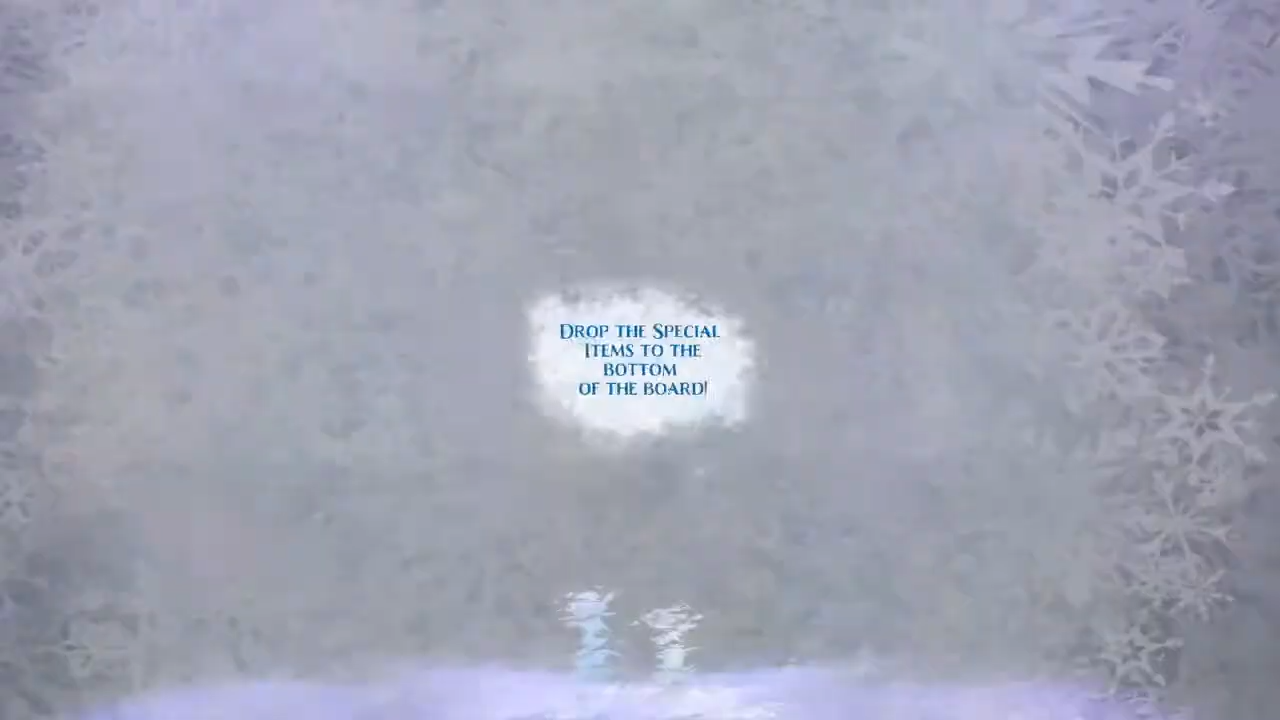 Drop the Special
Items to the
bottom
of the board!